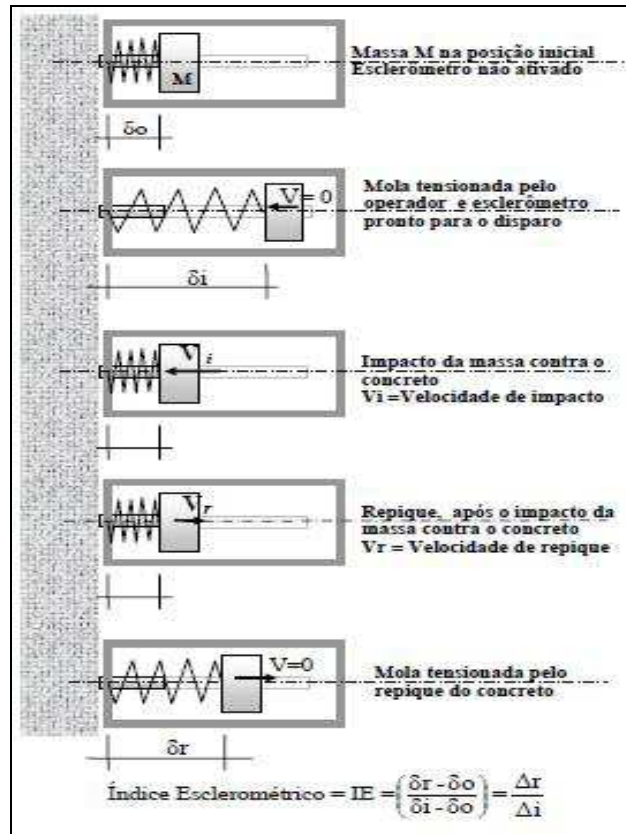 Massa M na posição inicial
Esclerômetro não ativado
M
δo
V= 0
Mola tensionada pelo
operador e esclerômetro
pronto para o disparo
δi
V i
Impacto da massa contra o
concreto
Vi =Velocidade de impacto
V r
Repique, após o impacto da
massa contra o concreto
Vr = Velocidade de repique
V=0
Mola tensionada pelo
repique do concreto
δr
Índice Esclerométrico = IE = (δr - δo / δi - δo) = Δr / Δi